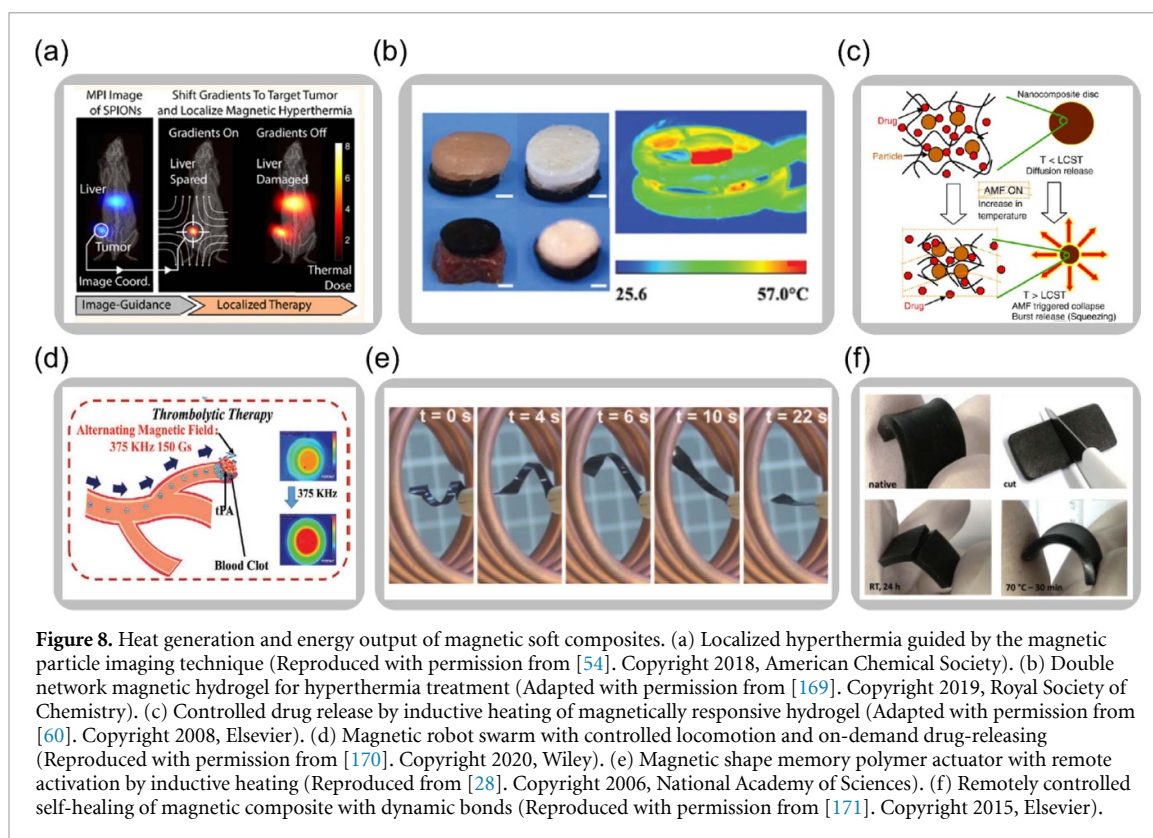 (a)
MPI Image
of SPIONs
Shift Gradients To Target Tumor
and Localize Magnetic Hyperthermia
Gradients On
Gradients Off
Liver
Tumor
Image Coord.
Liver
Spared
Liver
Damaged
8
6
4
2
Thermal
Dose
Image-Guidance
Localized Therapy
(b)
25.6
57.0°C
(c)
Drug
Particle
Nanocomposite disc
T < LCST
Diffusion release
AMF ON
Increase in
temperature
Drug
T > LCST
AMF triggered collapse
Burst release (Squeezing)
(d)
Thrombolytic Therapy
Alternating Magnetic Field:
375 KHz 150 Gs
tPA
Blood Clot
375 KHz
(e)
t = 0 s
t = 4 s
t = 6 s
t = 10 s
t = 22 s
(f)
native
cut
RT, 24 h
70 °C – 30 min
Figure 8. Heat generation and energy output of magnetic soft composites. (a) Localized hyperthermia guided by the magnetic
particle imaging technique (Reproduced with permission from [54]. Copyright 2018, American Chemical Society). (b) Double
network magnetic hydrogel for hyperthermia treatment (Adapted with permission from [169]. Copyright 2019, Royal Society of
Chemistry). (c) Controlled drug release by inductive heating of magnetically responsive hydrogel (Adapted with permission from
[60]. Copyright 2008, Elsevier). (d) Magnetic robot swarm with controlled locomotion and on-demand drug-releasing
(Reproduced with permission from [170]. Copyright 2020, Wiley). (e) Magnetic shape memory polymer actuator with remote
activation by inductive heating (Reproduced from [28]. Copyright 2006, National Academy of Sciences). (f) Remotely controlled
self-healing of magnetic composite with dynamic bonds (Reproduced with permission from [171]. Copyright 2015, Elsevier).